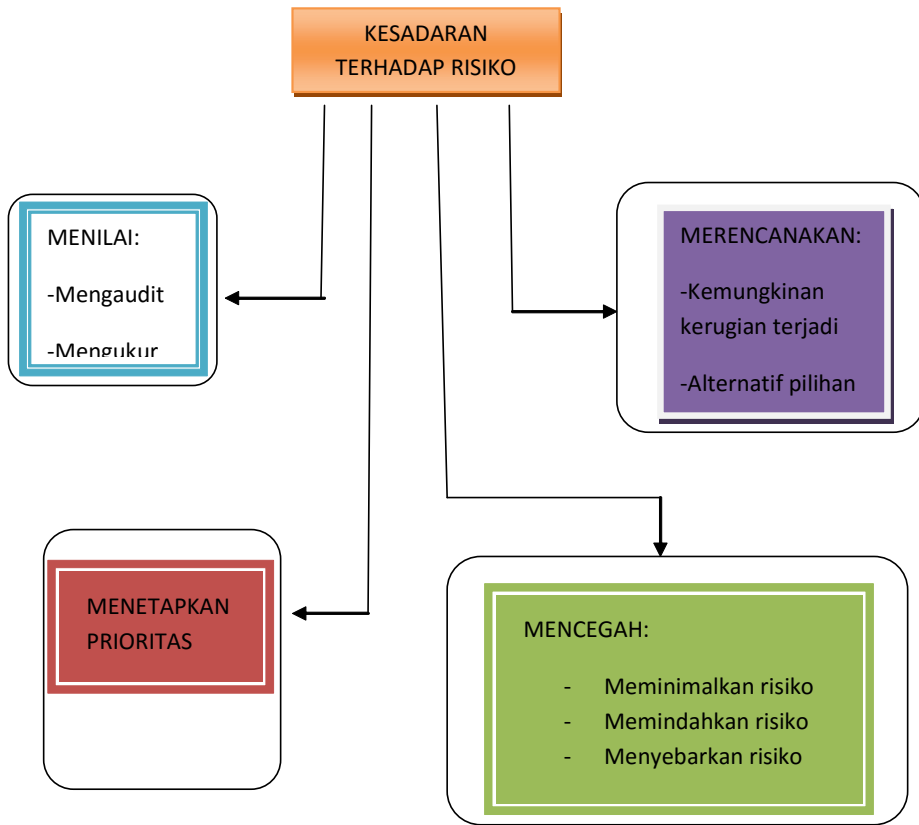 KESADARAN
TERHADAP RISIKO
MENILAI:
-Mengaudit
-Mengukur
MERENCANAKAN:
-Kemungkinan
kerugian terjadi
-Alternatif pilihan
MENETAPKAN
PRIORITAS
MENCEGAH:
- Meminimalkan risiko
- Memindahkan risiko
- Menyebarkan risiko